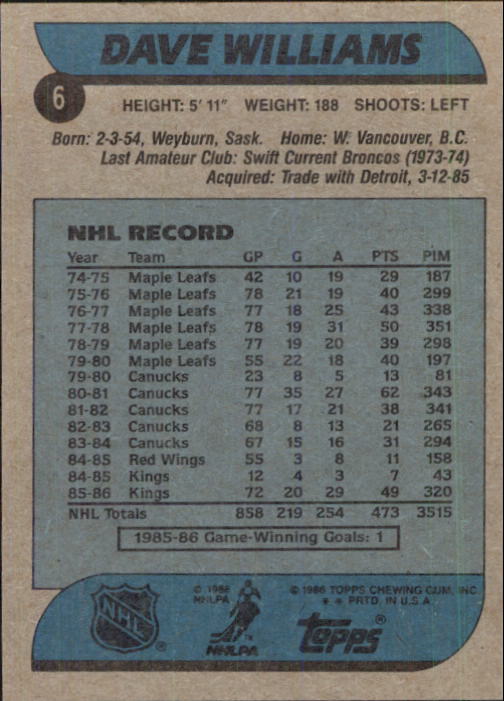 DAVE WILLIAMS
6
HEIGHT: 5' 11" WEIGHT: 188 SHOOTS: LEFT
Born: 2-3-54, Weyburn, Sask. Home: W. Vancouver, B.C.
Last Amateur Club: Swift Current Broncos (1973-74)
Acquired: Trade with Detroit, 3-12-85
NHL RECORD
Year Team GP G A PTS PIM
74-75 Maple Leafs 42 10 19 29 187
75-76 Maple Leafs 78 21 19 40 299
76-77 Maple Leafs 77 18 25 43 338
77-78 Maple Leafs 78 19 31 50 351
78-79 Maple Leafs 77 19 20 39 298
79-80 Maple Leafs 55 22 18 40 197
79-80 Canucks 23 8 5 13 81
80-81 Canucks 77 35 27 62 343
81-82 Canucks 77 17 21 38 341
82-83 Canucks 68 8 13 21 265
83-84 Canucks 67 15 16 31 294
84-85 Red Wings 55 3 8 11 158
84-85 Kings 12 4 3 7 43
85-86 Kings 72 20 29 49 320
NHL Totals 858 219 254 473 3515
1985-86 Game-Winning Goals: 1
© 1986 © 1986 TOPPS CHEWING GUM, INC.
NHLPA ** PRTD. IN U.S.A.
NHL ®
NHLPA ™
topps ®